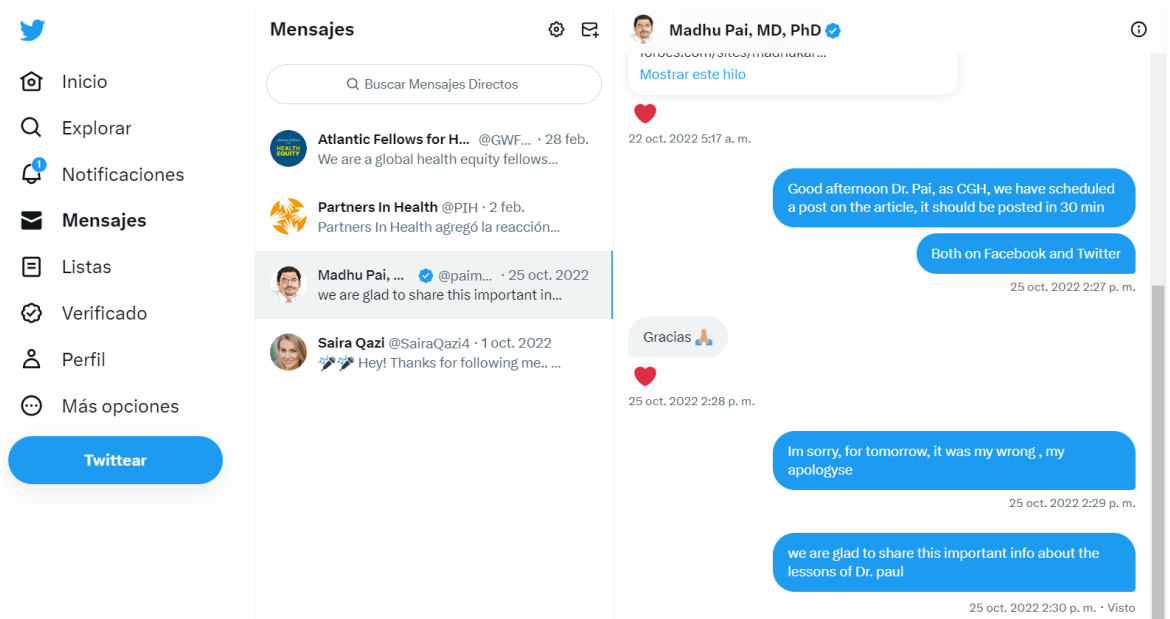 Inicio
Explorar
1
Notificaciones
Mensajes
Listas
Verificado
Perfil
Más opciones
Twittear
Mensajes
Buscar Mensajes Directos
HEALTH
EQUITY
Atlantic Fellows for H... @GWF... · 28 feb.
We are a global health equity fellows...
Partners In Health @PIH · 2 feb.
Partners In Health agregó la reacción...
Madhu Pai, ... @paim... · 25 oct. 2022
we are glad to share this important in...
Saira Qazi @SairaQazi4 · 1 oct. 2022
Hey! Thanks for following me.. ...
Madhu Pai, MD, PhD
forbes.com/sites/madhukar...
Mostrar este hilo
22 oct. 2022 5:17 a. m.
Good afternoon Dr. Pai, as CGH, we have scheduled
a post on the article, it should be posted in 30 min
Both on Facebook and Twitter
25 oct. 2022 2:27 p. m.
Gracias
25 oct. 2022 2:28 p. m.
Im sorry, for tomorrow, it was my wrong , my
apologyse
25 oct. 2022 2:29 p. m.
we are glad to share this important info about the
lessons of Dr. paul
25 oct. 2022 2:30 p. m. · Visto